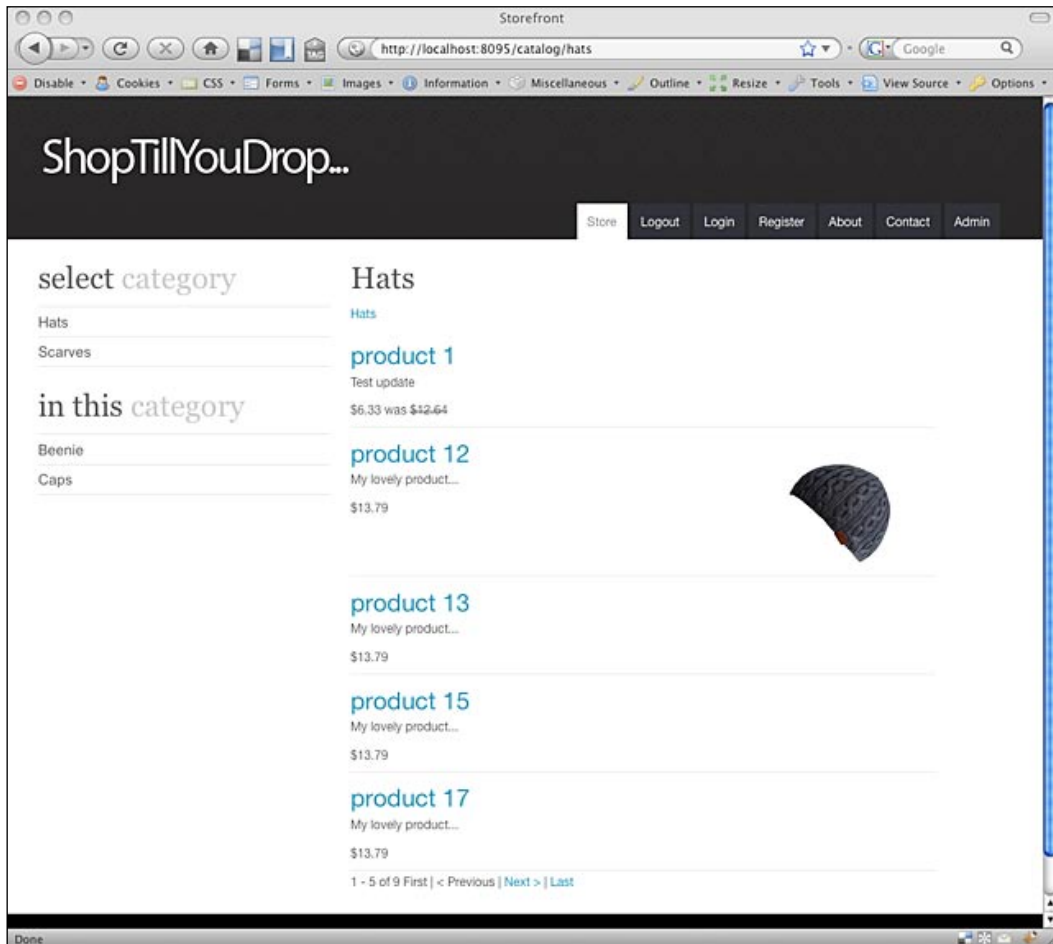 Storefront
http://localhost:8095/catalog/hats
Google
Disable CSS Cookies Forms Images Information Miscellaneous Outline Resize Tools View Source Options
ShopTillYouDrop...
Store Logout Login Register About Contact Admin
select category
Hats
Scarves
in this category
Beenie
Caps
Hats
Hats
product 1
Test update
$6.33 was $12.64
product 12
My lovely product...
$13.79
product 13
My lovely product...
$13.79
product 15
My lovely product...
$13.79
product 17
My lovely product...
$13.79
1 - 5 of 9 First | < Previous | Next > | Last
Done